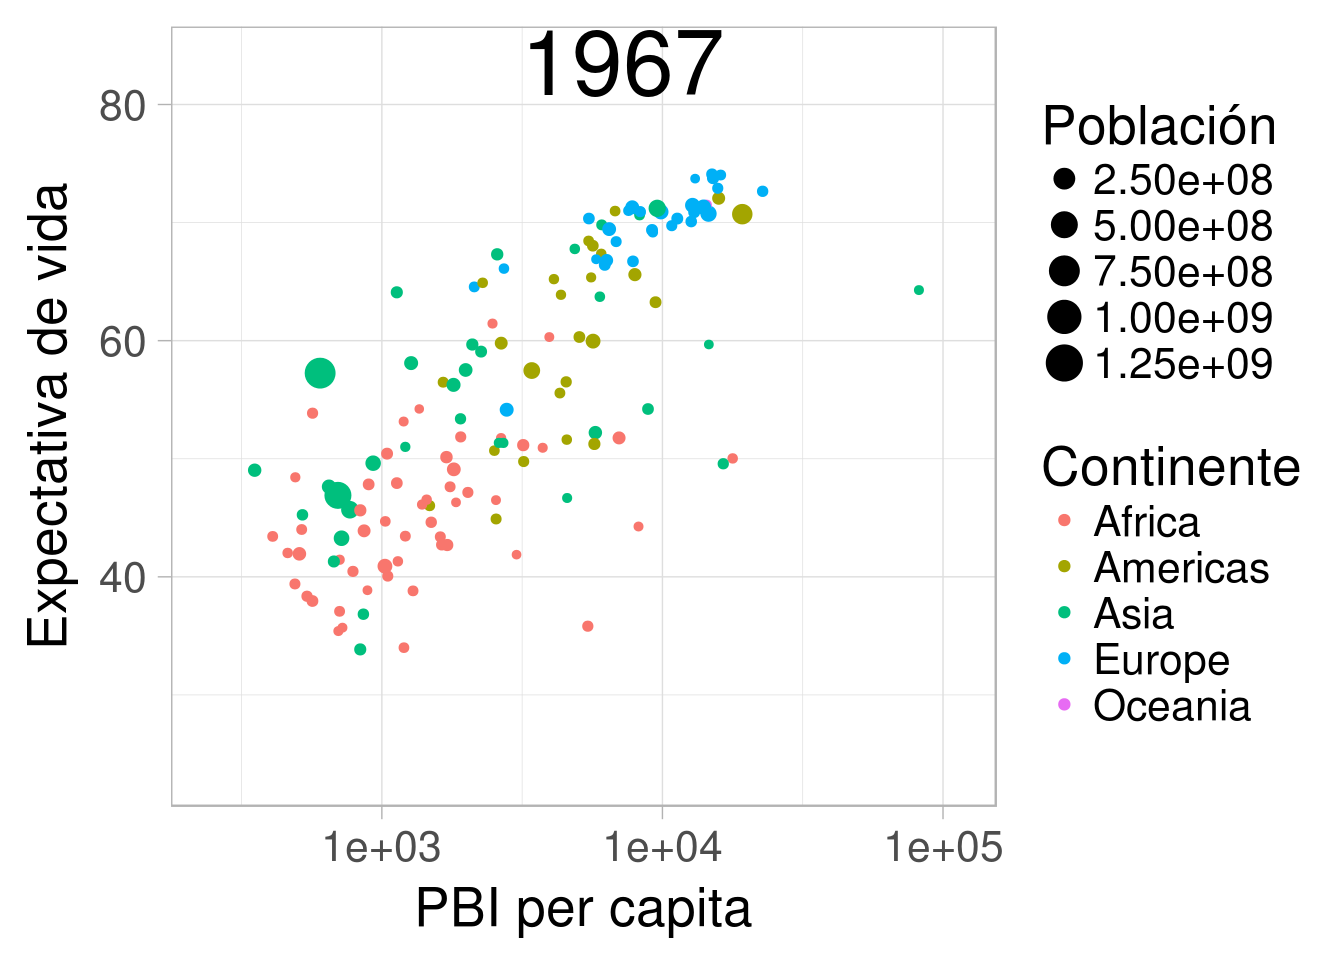 1967
80
60
40
Expectativa de vida
1e+03 1e+04 1e+05
PBI per capita
Población
2.50e+08
5.00e+08
7.50e+08
1.00e+09
1.25e+09
Continente
Africa
Americas
Asia
Europe
Oceania